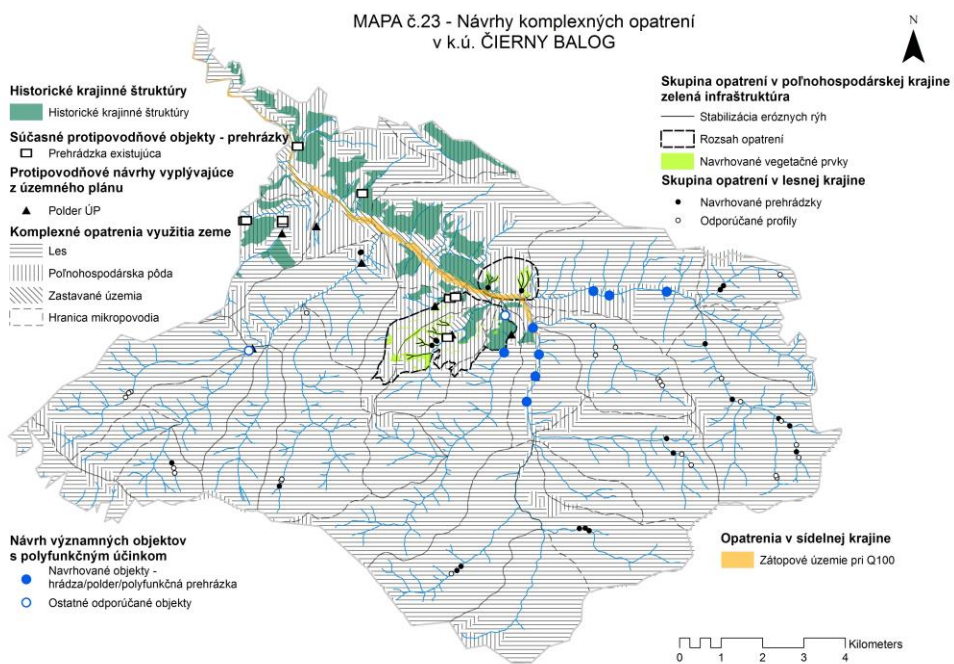 MAPA č.23 - Návrhy komplexných opatrení
v k.ú. ČIERNY BALOG
N
Historické krajinné štruktúry
Historické krajinné štruktúry
Súčasné protipovodňové objekty - prehrázky
Prehrádzka existujúca
Protipovodňové návrhy vyplývajúce
z územného plánu
Polder ÚP
Komplexné opatrenia využitia zeme
Les
Poľnohospodárska pôda
Zastavané územia
Hranica mikropovodia
Skupina opatrení v poľnohospodárskej krajine
zelená infraštruktúra
Stabilizácia eróznych rýh
Rozsah opatrení
Navrhované vegetačné prvky
Skupina opatrení v lesnej krajine
Navrhované prehrádzky
Odporúčané profily
Návrh významných objektov
s polyfunkčným účinkom
Navrhované objekty -
hrádza/polder/polyfunkčná prehrázka
Ostatné odporúčané objekty
Opatrenia v sídelnej krajine
Zátopové územie pri Q100
Kilometers
0 1 2 3 4